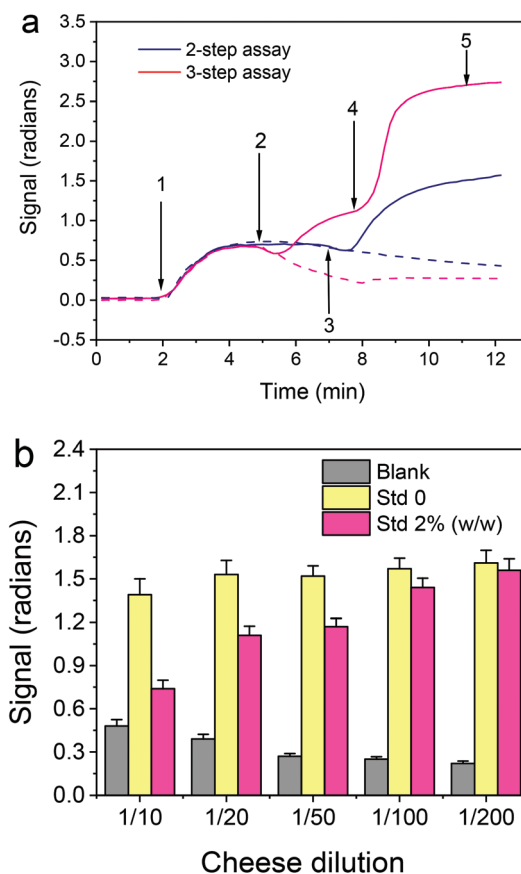 a
3.5
3.0
2.5
2.0
1.5
1.0
0.5
0.0
-0.5
Signal (radians)
2-step assay
3-step assay
1
2
3
4
5
0 2 4 6 8 10 12
Time (min)
b
2.4
2.1
1.8
1.5
1.2
0.9
0.6
0.3
0.0
Signal (radians)
Blank
Std 0
Std 2% (w/w)
1/10 1/20 1/50 1/100 1/200
Cheese dilution